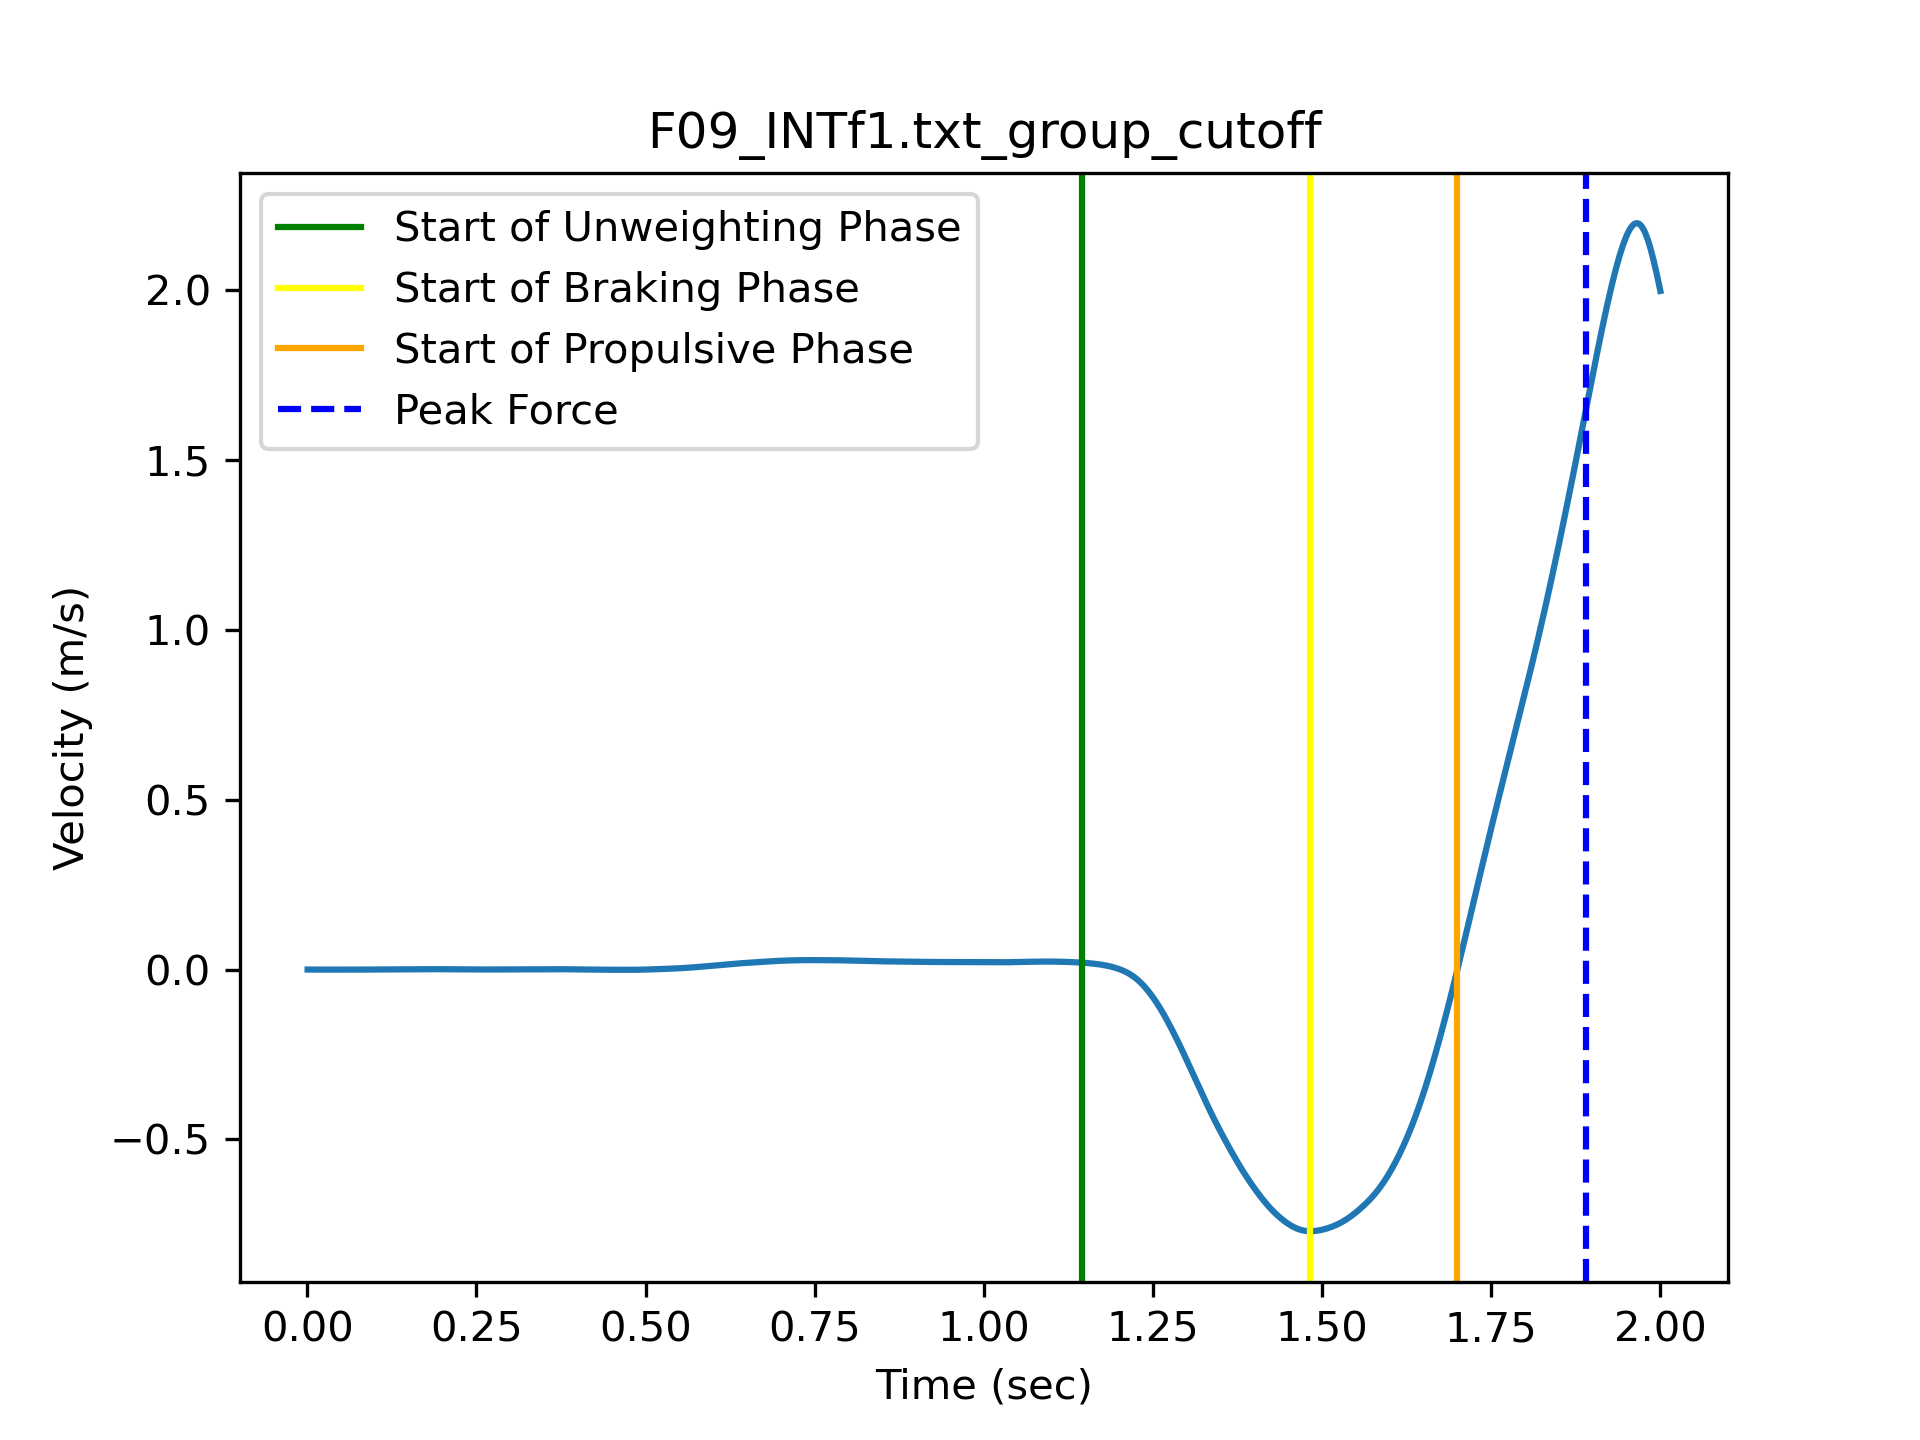 F09_INTf1.txt_group_cutoff
Start of Unweighting Phase
Start of Braking Phase
Start of Propulsive Phase
Peak Force
2.0
1.5
1.0
0.5
0.0
−0.5
Velocity (m/s)
0.00 0.25 0.50 0.75 1.00 1.25 1.50 1.75 2.00
Time (sec)